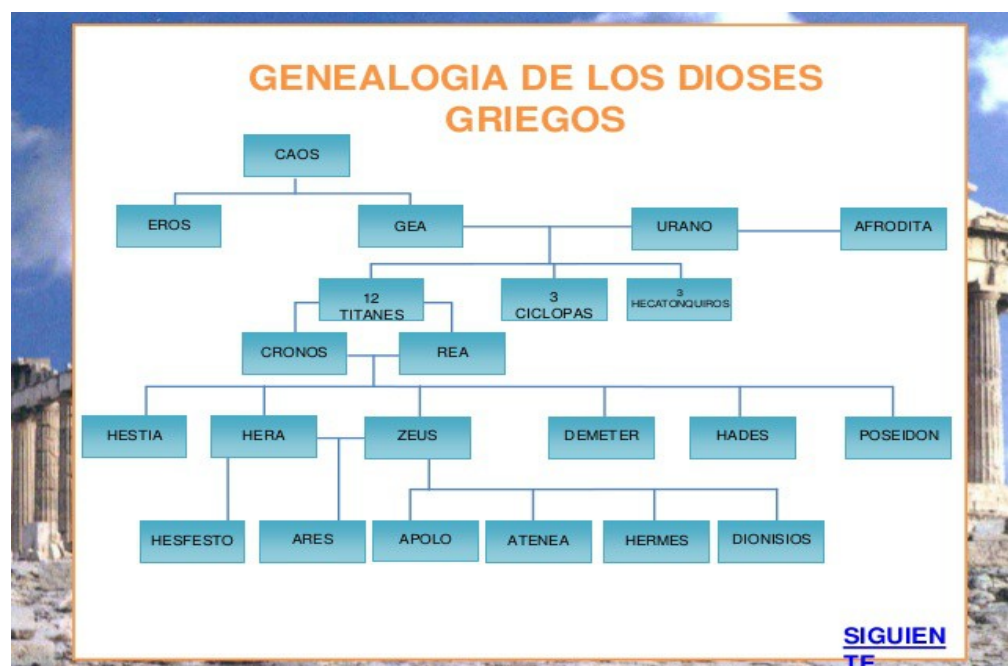 GENEALOGIA DE LOS DIOSES
GRIEGOS
CAOS
EROS
GEA
URANO
AFRODITA
12
TITANES
3
CICLOPAS
3
HECATONQUIROS
CRONOS
REA
HESTIA
HERA
ZEUS
DEMETER
HADES
POSEIDON
HESFESTO
ARES
APOLO
ATENEA
HERMES
DIONISIOS
SIGUIEN
TE